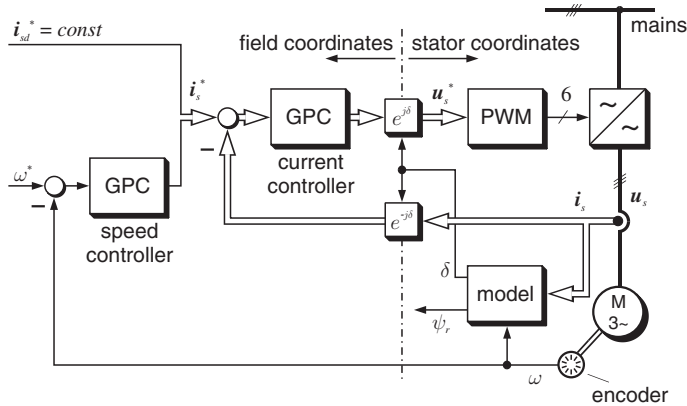 i_sd* = const
field coordinates
stator coordinates
mains
i_s*
GPC
e^jδ
u_s*
PWM
6
~
~
–
current
controller
ω*
GPC
–
speed
controller
e^-jδ
i_s
u_s
δ
model
ψ_r
M
3~
ω
encoder